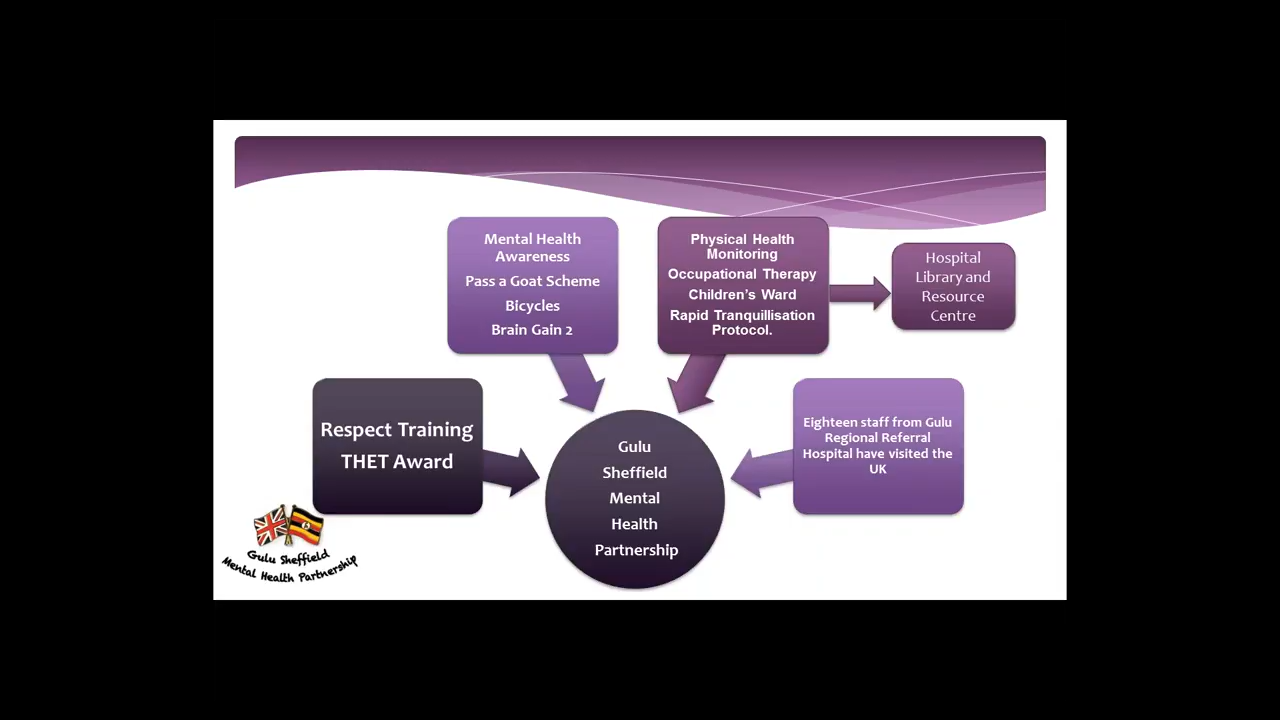 Mental Health
Awareness
Pass a Goat Scheme
Bicycles
Brain Gain 2
Physical Health
Monitoring
Occupational Therapy
Children's Ward
Rapid Tranquillisation
Protocol.
Hospital
Library and
Resource
Centre
Respect Training
THET Award
Gulu
Sheffield
Mental
Health
Partnership
Eighteen staff from Gulu
Regional Referral
Hospital have visited the
UK
Gulu Sheffield
Mental Health Partnership